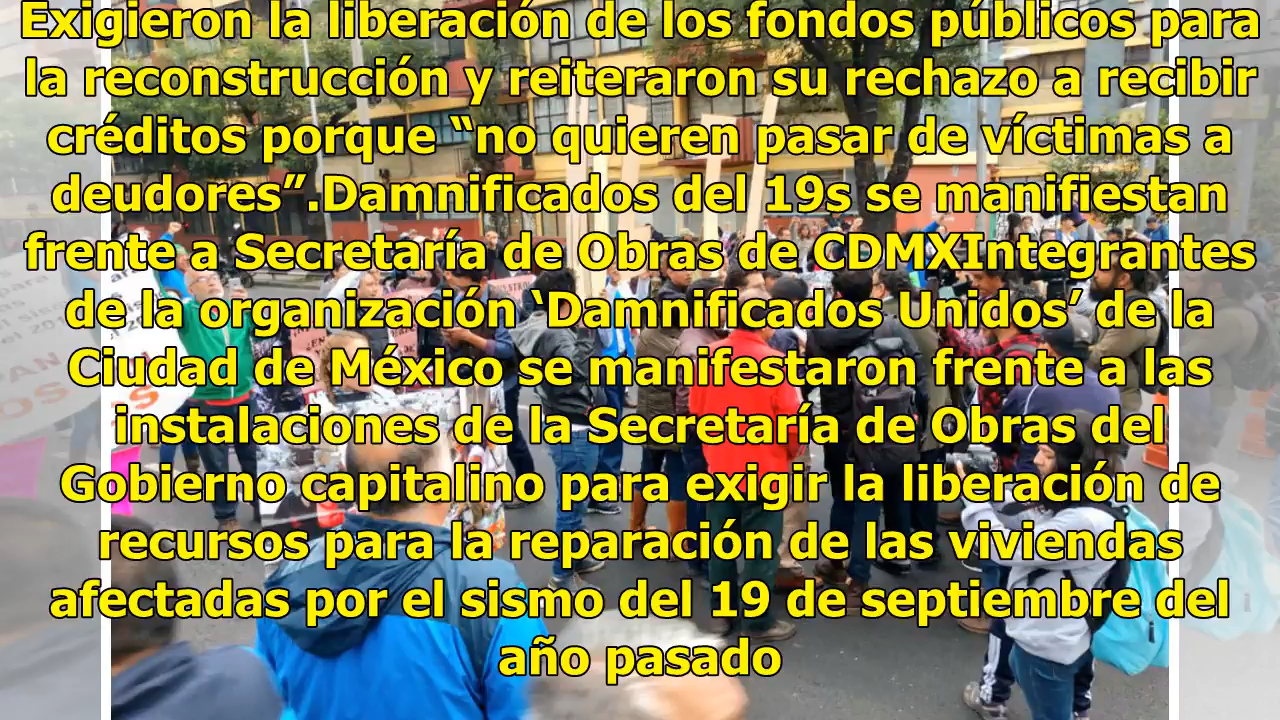 Exigieron la liberación de los fondos públicos para
la reconstrucción y reiteraron su rechazo a recibir
créditos porque “no quieren pasar de víctimas a
deudores”.Damnificados del 19s se manifiestan
frente a Secretaría de Obras de CDMXIntegrantes
de la organización ‘Damnificados Unidos’ de la
Ciudad de México se manifestaron frente a las
instalaciones de la Secretaría de Obras del
Gobierno capitalino para exigir la liberación de
recursos para la reparación de las viviendas
afectadas por el sismo del 19 de septiembre del
año pasado